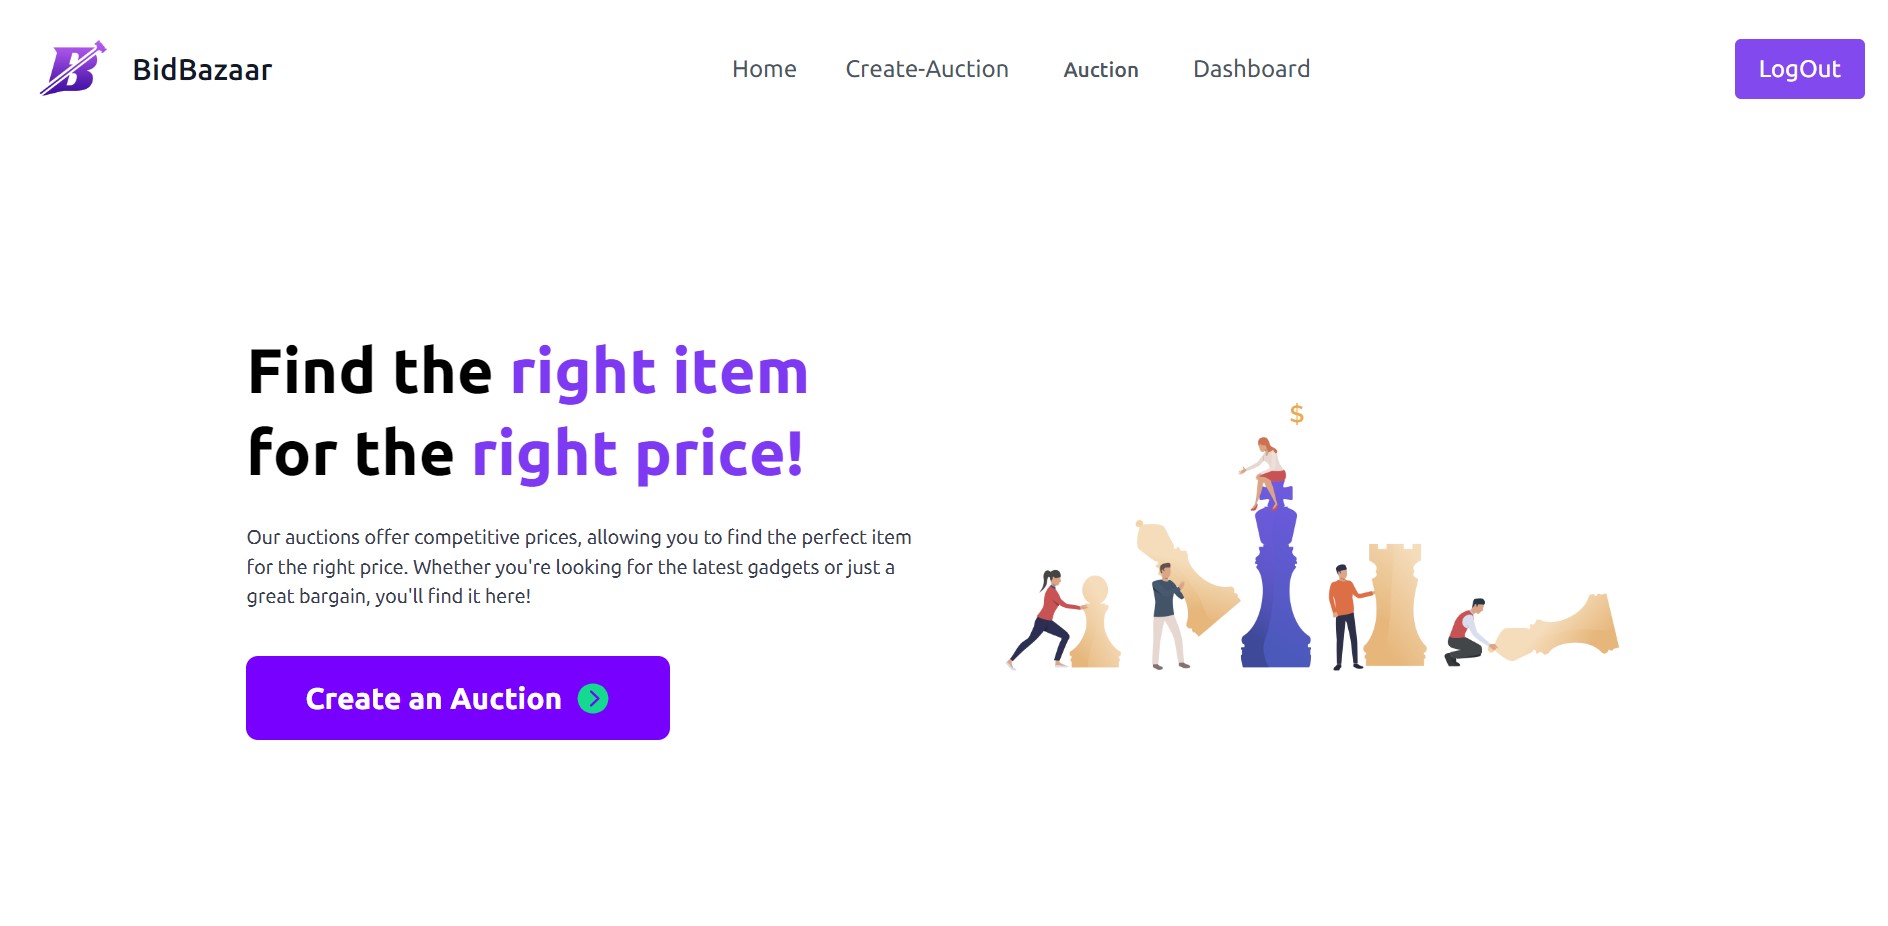 B BidBazaar Home Create-Auction Auction Dashboard LogOut
Find the right item
for the right price!
$
Our auctions offer competitive prices, allowing you to find the perfect item
for the right price. Whether you're looking for the latest gadgets or just a
great bargain, you'll find it here!
Create an Auction